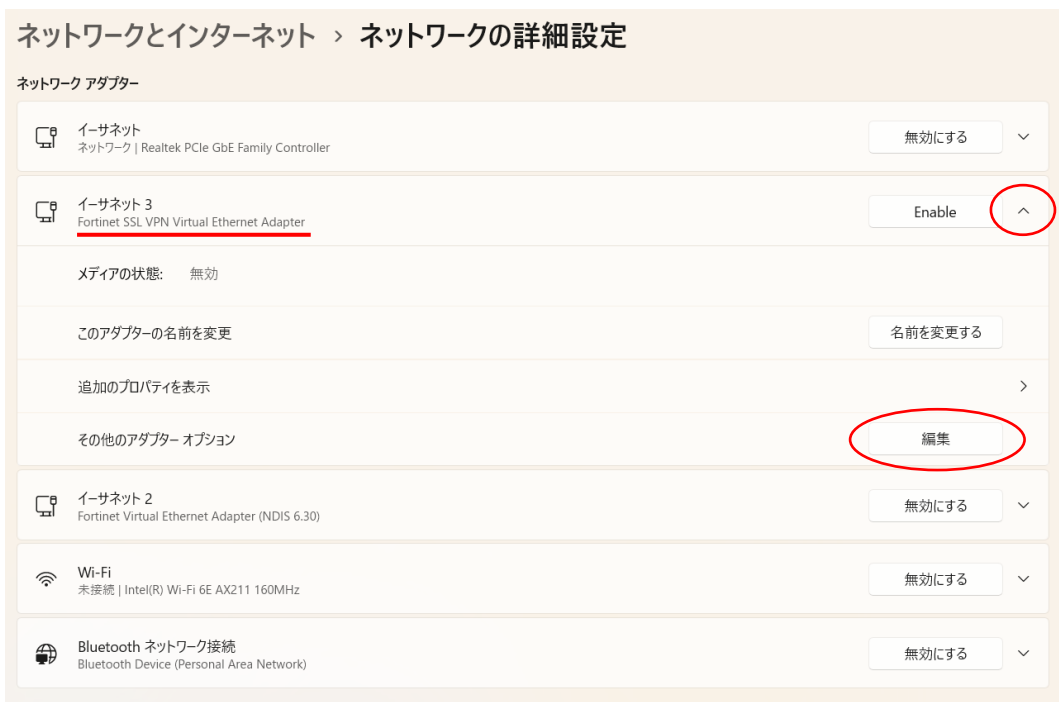 ネットワークとインターネット › ネットワークの詳細設定
ネットワーク アダプター
イーサネット
ネットワーク | Realtek PCIe GbE Family Controller
無効にする
イーサネット 3
Fortinet SSL VPN Virtual Ethernet Adapter
Enable
メディアの状態: 無効
このアダプターの名前を変更
名前を変更する
追加のプロパティを表示
その他のアダプター オプション
編集
イーサネット 2
Fortinet Virtual Ethernet Adapter (NDIS 6.30)
無効にする
Wi-Fi
未接続 | Intel(R) Wi-Fi 6E AX211 160MHz
無効にする
Bluetooth ネットワーク接続
Bluetooth Device (Personal Area Network)
無効にする